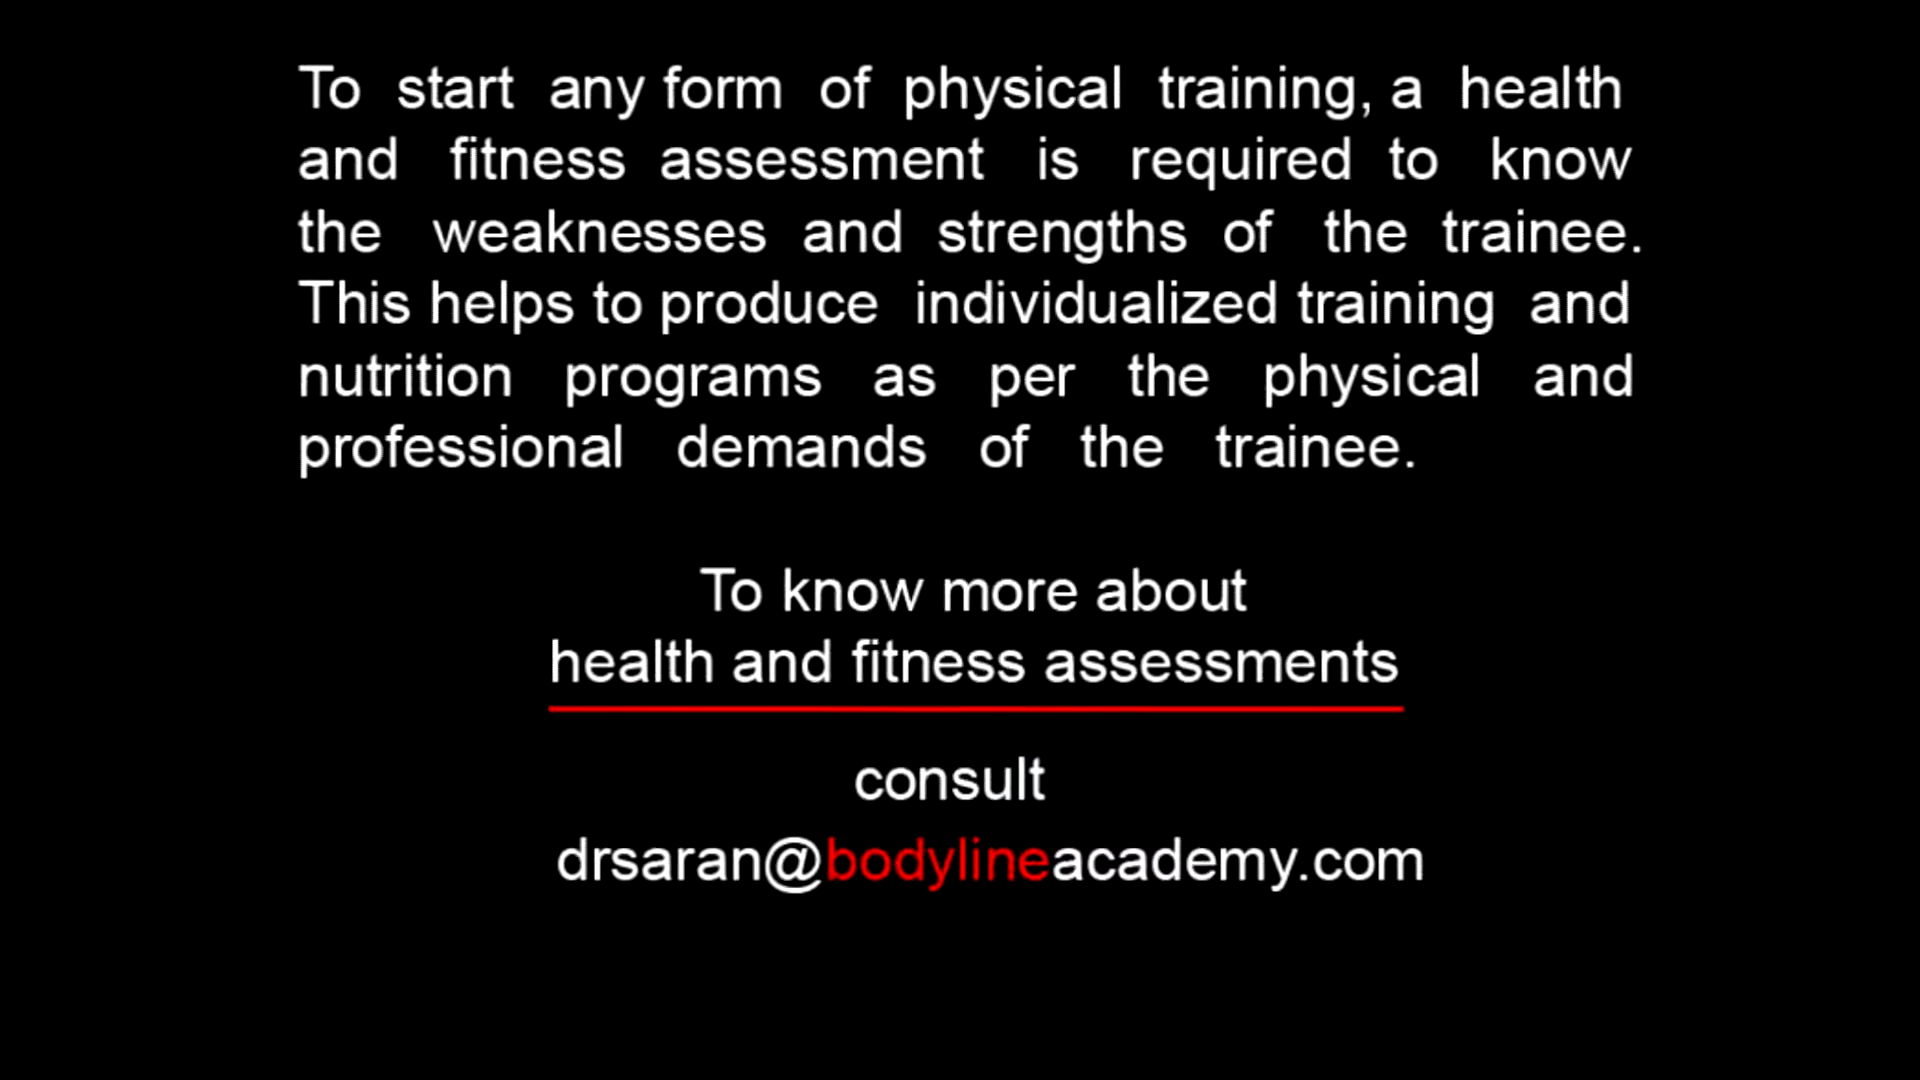 To start any form of physical training, a health
and fitness assessment is required to know
the weaknesses and strengths of the trainee.
This helps to produce individualized training and
nutrition programs as per the physical and
professional demands of the trainee.
To know more about
health and fitness assessments
consult
drsaran@bodylineacademy.com